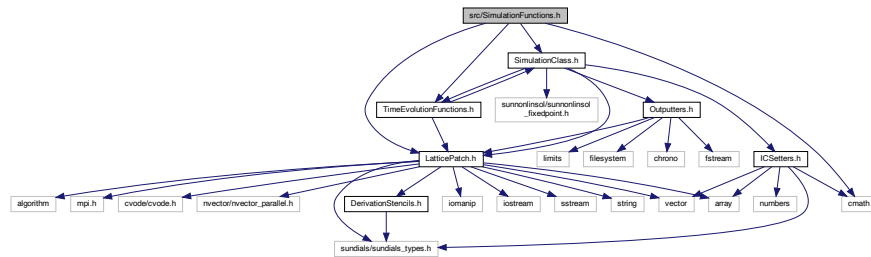 src/SimulationFunctions.h
SimulationClass.h
TimeEvolutionFunctions.h
sunnonlinsol/sunnonlinsol
_fixedpoint.h
Outputters.h
LatticePatch.h
limits
filesystem
chrono
fstream
ICSetters.h
algorithm
mpi.h
cvode/cvode.h
nvector/nvector_parallel.h
DerivationStencils.h
iomanip
iostream
sstream
string
vector
array
numbers
cmath
sundials/sundials_types.h